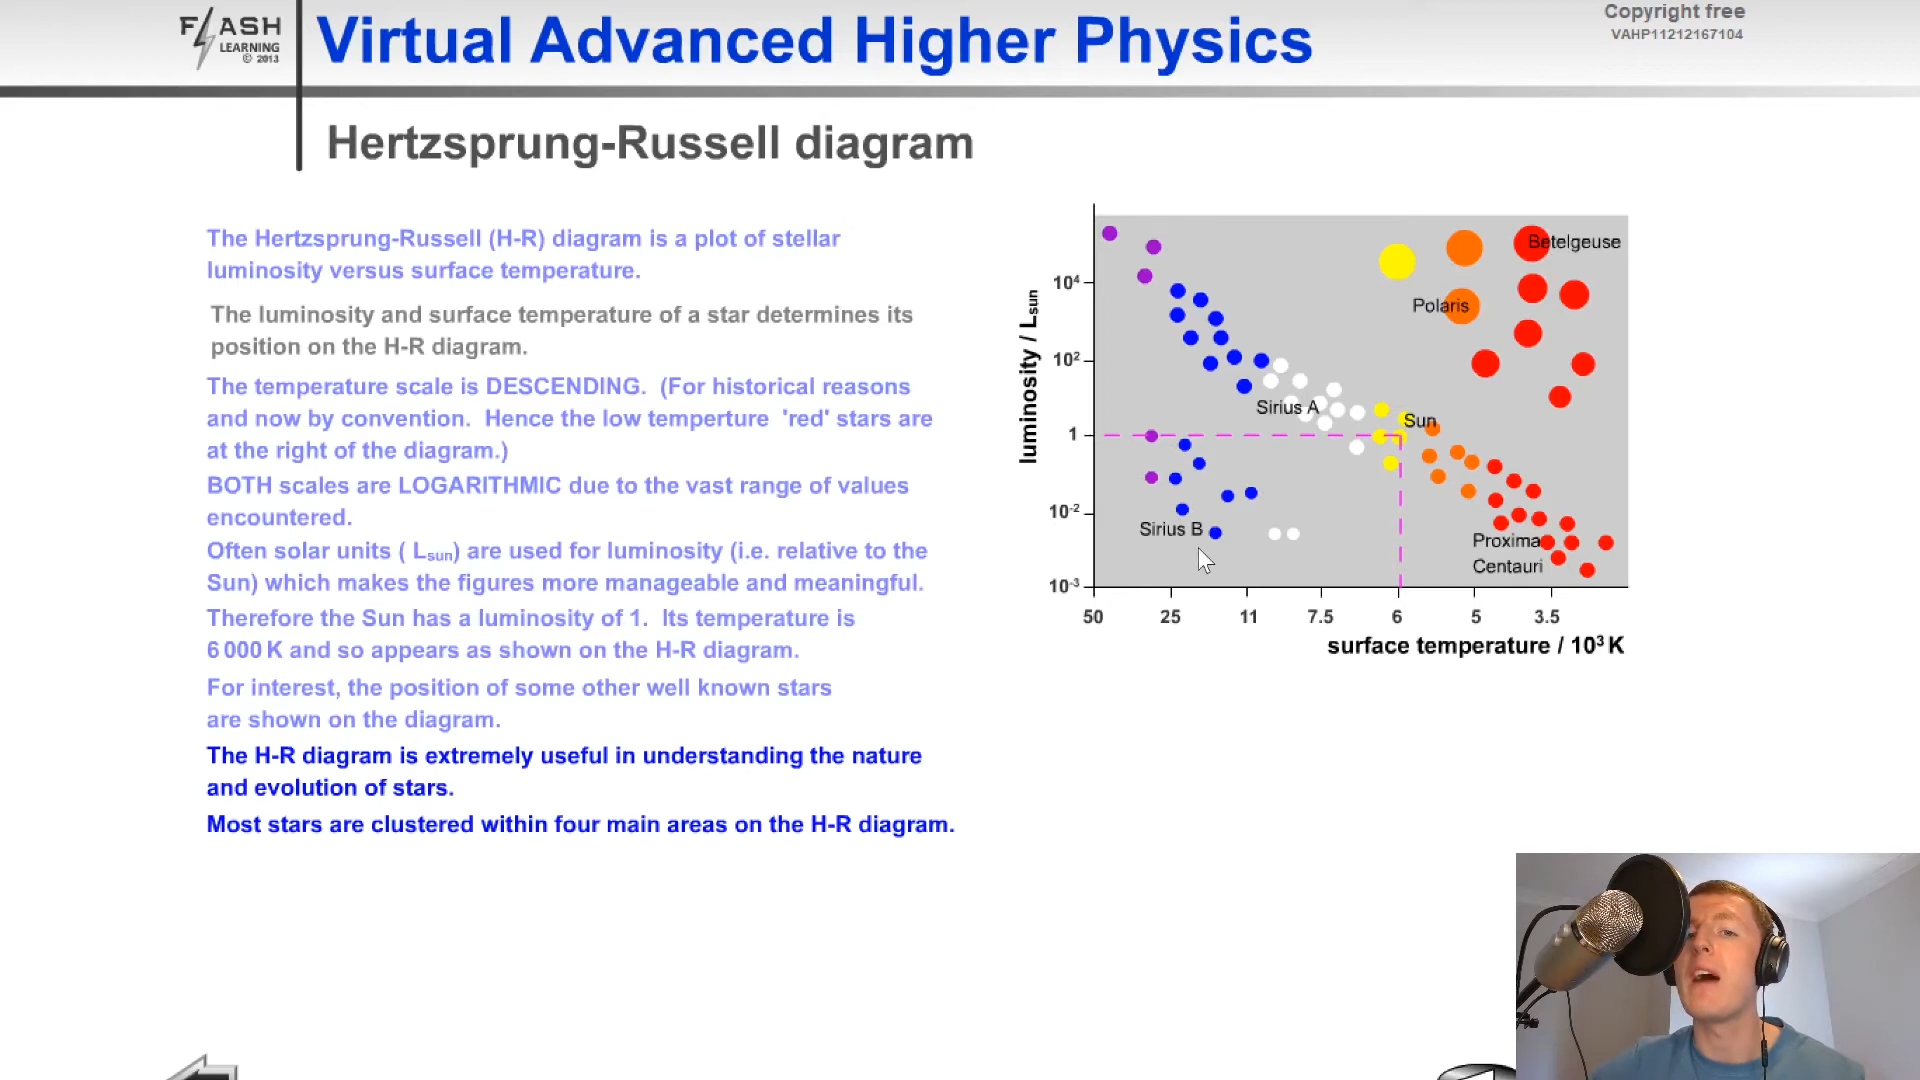 FLASH
LEARNING
© 2013
Virtual Advanced Higher Physics
Copyright free
VAHP11212167104
Hertzsprung-Russell diagram
The Hertzsprung-Russell (H-R) diagram is a plot of stellar
luminosity versus surface temperature.
The luminosity and surface temperature of a star determines its
position on the H-R diagram.
The temperature scale is DESCENDING. (For historical reasons
and now by convention. Hence the low temperture 'red' stars are
at the right of the diagram.)
BOTH scales are LOGARITHMIC due to the vast range of values
encountered.
Often solar units ( Lsun) are used for luminosity (i.e. relative to the
Sun) which makes the figures more manageable and meaningful.
Therefore the Sun has a luminosity of 1. Its temperature is
6 000 K and so appears as shown on the H-R diagram.
For interest, the position of some other well known stars
are shown on the diagram.
The H-R diagram is extremely useful in understanding the nature
and evolution of stars.
Most stars are clustered within four main areas on the H-R diagram.
luminosity / Lsun
10⁴
10²
1
10⁻²
10⁻³
Betelgeuse
Polaris
Sirius A
Sun
Sirius B
Proxima
Centauri
50 25 11 7.5 6 5 3.5
surface temperature / 10³ K